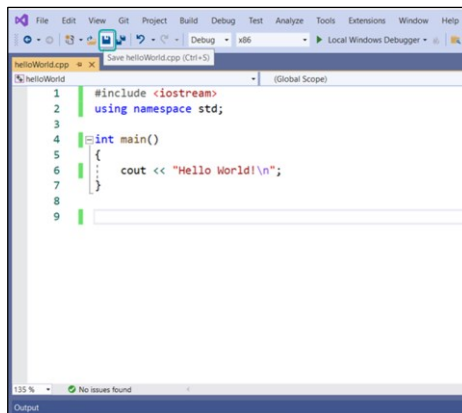 File Edit View Git Project Build Debug Test Analyze Tools Extensions Window Help
Debug x86 Local Windows Debugger
helloWorld.cpp Save helloWorld.cpp (Ctrl+S)
helloWorld (Global Scope)
1 #include <iostream>
2 using namespace std;
3
4 int main()
5 {
6 cout << "Hello World!\n";
7 }
8
9
135 % No issues found
Output